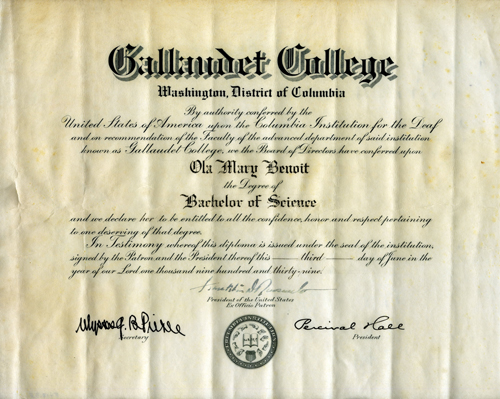 Gallaudet College
Washington, District of Columbia
By authority conferred by the
United States of America upon the Columbia Institution for the Deaf
and on recommendation of the Faculty of the advanced department of said institution
known as Gallaudet College, we the Board of Directors have conferred upon
Ola Mary Benoit
the Degree of
Bachelor of Science
and we declare her to be entitled to all the confidence, honor and respect pertaining
to one deserving of that degree.
In Testimony whereof this diploma is issued under the seal of the institution,
signed by the Patron and the President thereof this third day of June in the
year of our Lord one thousand nine hundred and thirty-nine.
President of the United States
Ex Officio Patron
Secretary
Percival Hall
President